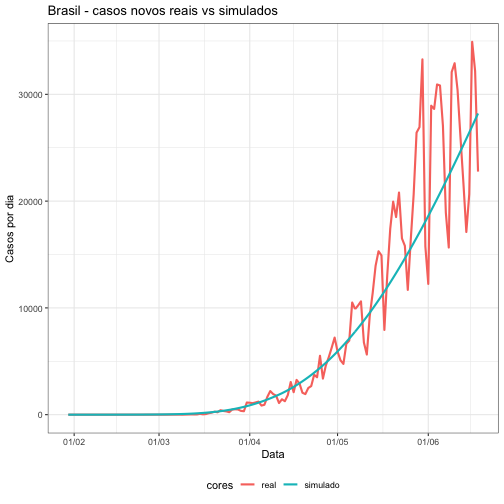 Brasil - casos novos reais vs simulados
Casos por dia
30000
20000
10000
0
01/02 01/03 01/04 01/05 01/06
Data
cores real simulado